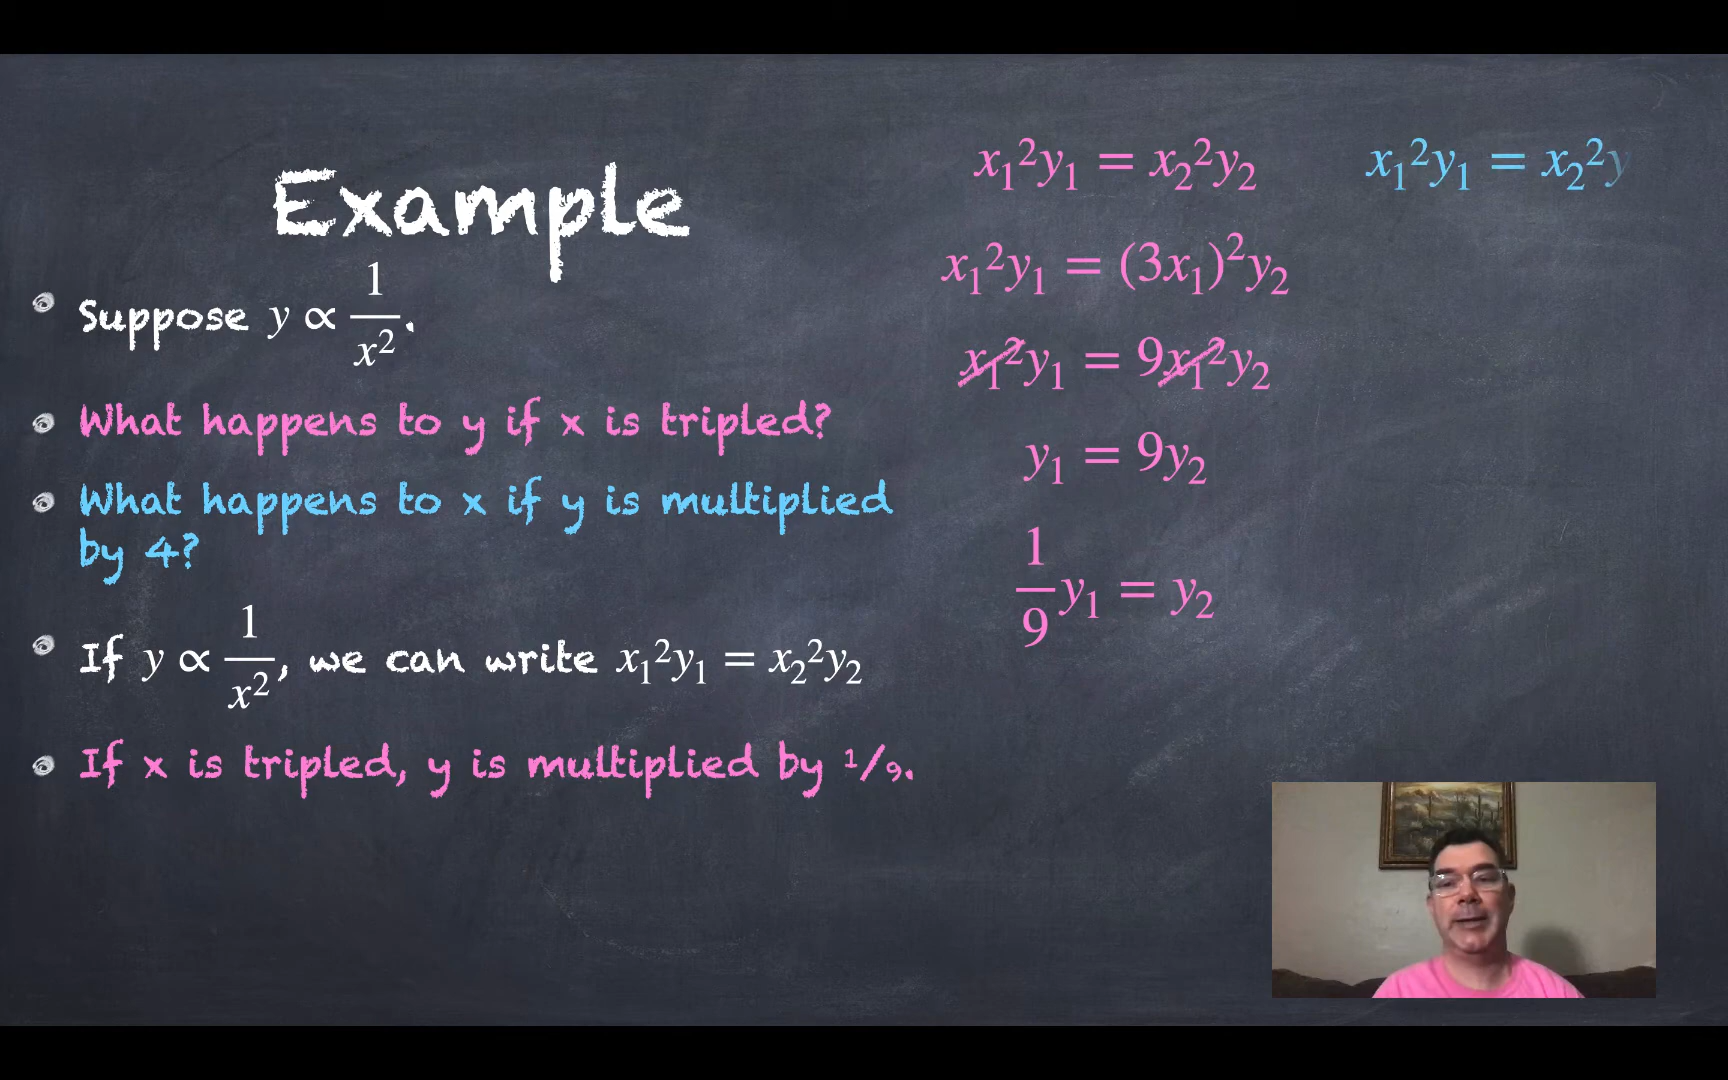 Example
Suppose y ∝ 1/x².
What happens to y if x is tripled?
What happens to x if y is multiplied
by 4?
If y ∝ 1/x², we can write x₁²y₁ = x₂²y₂
If x is tripled, y is multiplied by 1/9.
x₁²y₁ = x₂²y₂
x₁²y₁ = (3x₁)²y₂
x₁²y₁ = 9x₁²y₂
y₁ = 9y₂
1/9 y₁ = y₂
x₁²y₁ = x₂²y